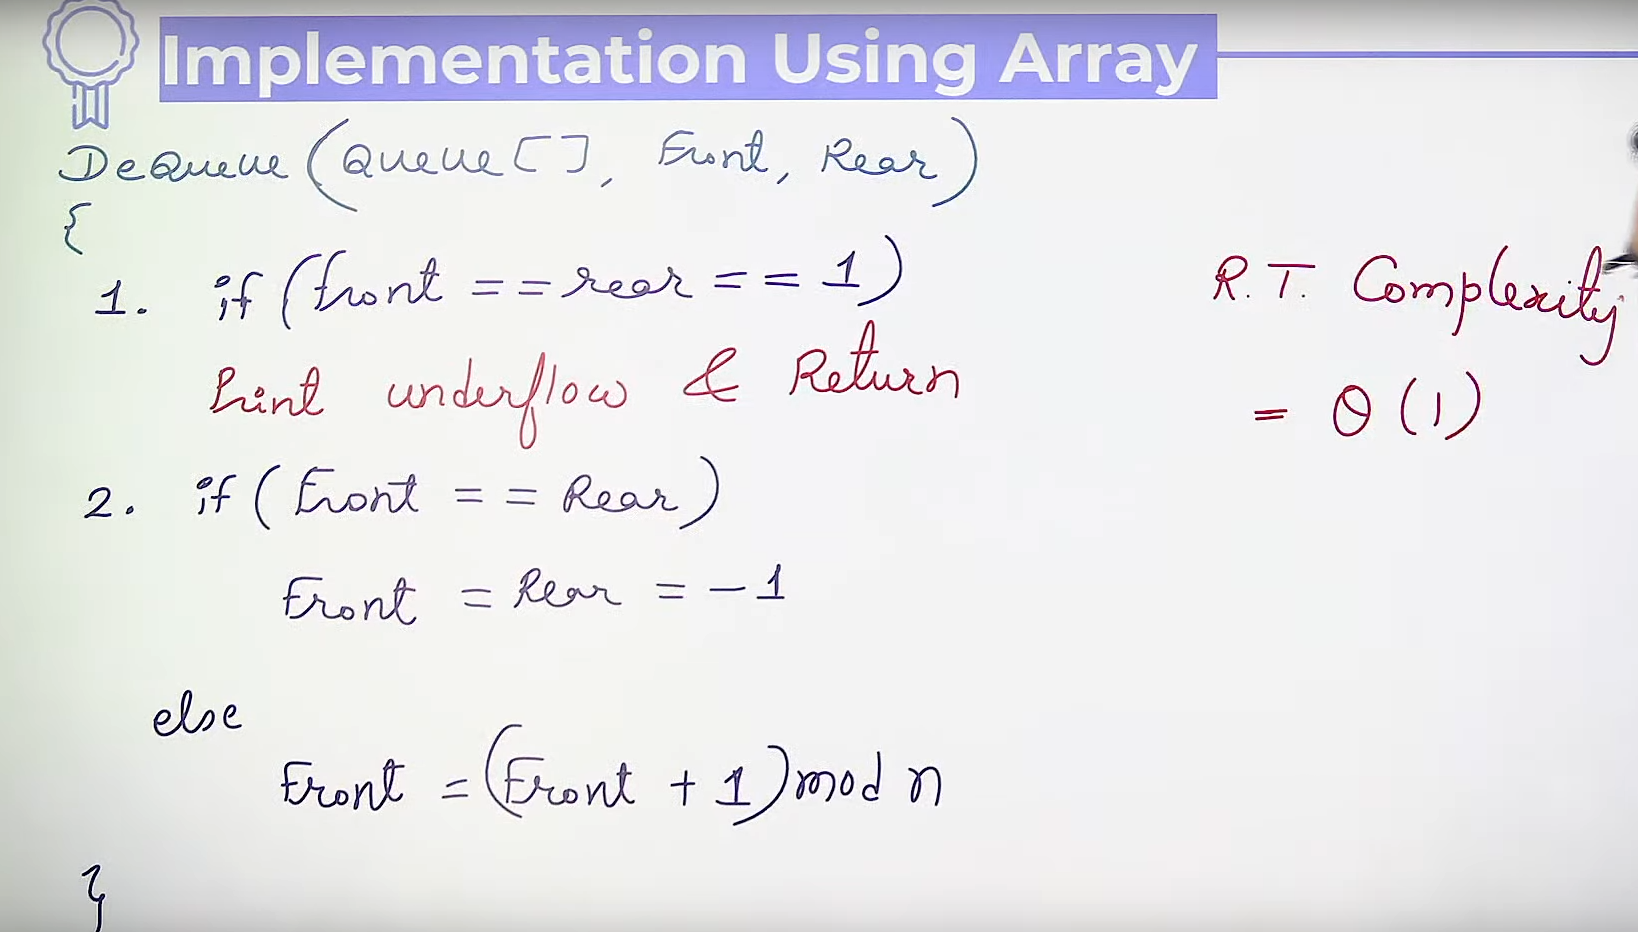 Implementation Using Array
DeQueue (Queue [], Front, Rear)
{
1. if (front == rear == 1)
Print underflow & Return
2. if (Front == Rear)
Front = Rear = -1
else
Front = (Front + 1) mod n
}
R.T. Complexity
= θ (1)